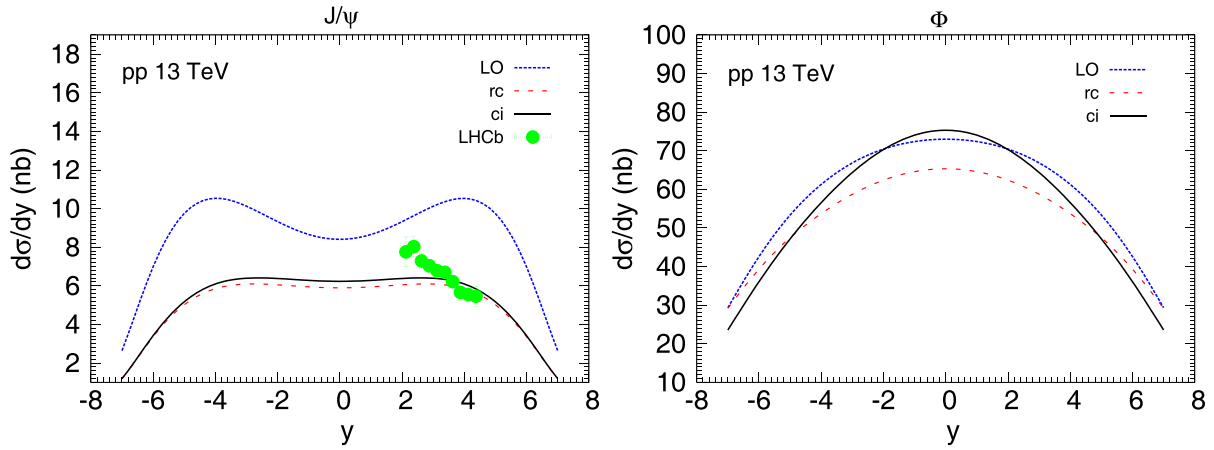 J/ψ
pp 13 TeV
LO
rc
ci
LHCb
18
16
14
12
10
8
6
4
2
dσ/dy (nb)
-8 -6 -4 -2 0 2 4 6 8
y
Φ
pp 13 TeV
LO
rc
ci
100
90
80
70
60
50
40
30
20
10
dσ/dy (nb)
-8 -6 -4 -2 0 2 4 6 8
y